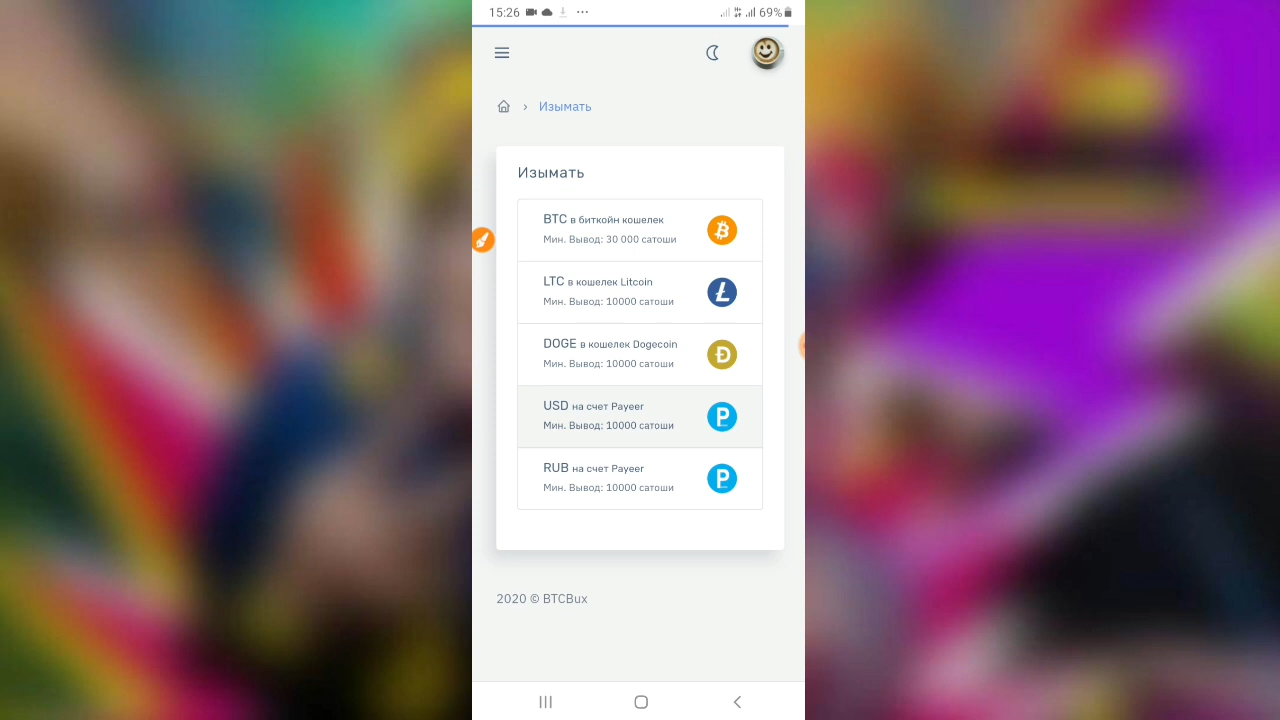 15:26 69%
Изымать
Изымать
BTC в биткойн кошелек
Мин. Вывод: 30 000 сатоши
LTC в кошелек Litcoin
Мин. Вывод: 10000 сатоши
DOGE в кошелек Dogecoin
Мин. Вывод: 10000 сатоши
USD на счет Payeer
Мин. Вывод: 10000 сатоши
RUB на счет Payeer
Мин. Вывод: 10000 сатоши
2020 © BTCBux